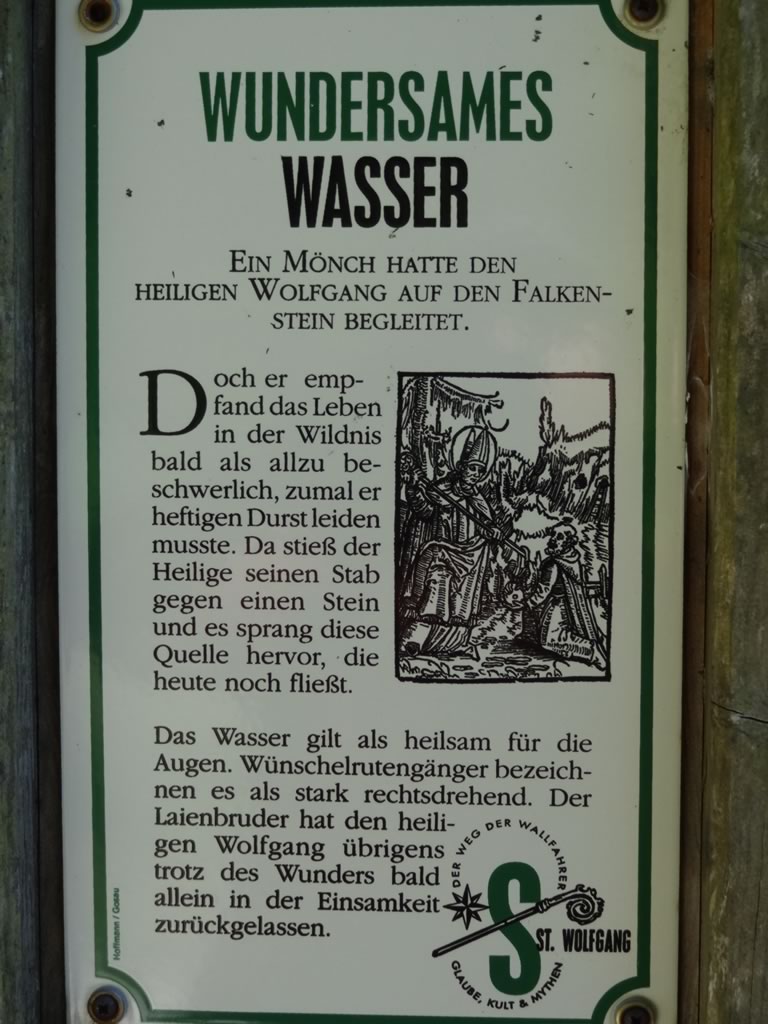 WUNDERSAMES
WASSER
EIN MÖNCH HATTE DEN
HEILIGEN WOLFGANG AUF DEN FALKEN-
STEIN BEGLEITET.
Doch er emp-
fand das Leben
in der Wildnis
bald als allzu be-
schwerlich, zumal er
heftigen Durst leiden
musste. Da stieß der
Heilige seinen Stab
gegen einen Stein
und es sprang diese
Quelle hervor, die
heute noch fließt.
Das Wasser gilt als heilsam für die
Augen. Wünschelrutengänger bezeich-
nen es als stark rechtsdrehend. Der
Laienbruder hat den heili-
gen Wolfgang übrigens
trotz des Wunders bald
allein in der Einsamkeit
zurückgelassen.
DER WEG DER WALLFAHRER
S
ST. WOLFGANG
GLAUBE, KULT & MYTHEN
Hoffmann / Gosau